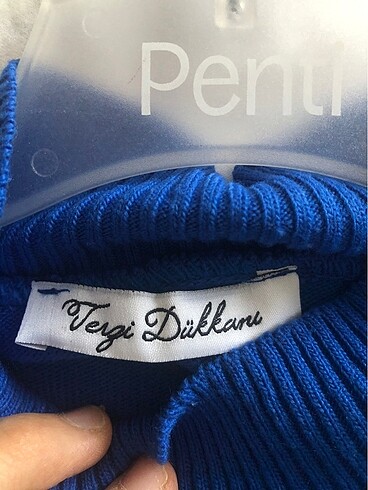 Penti
Tergi Dükkanı